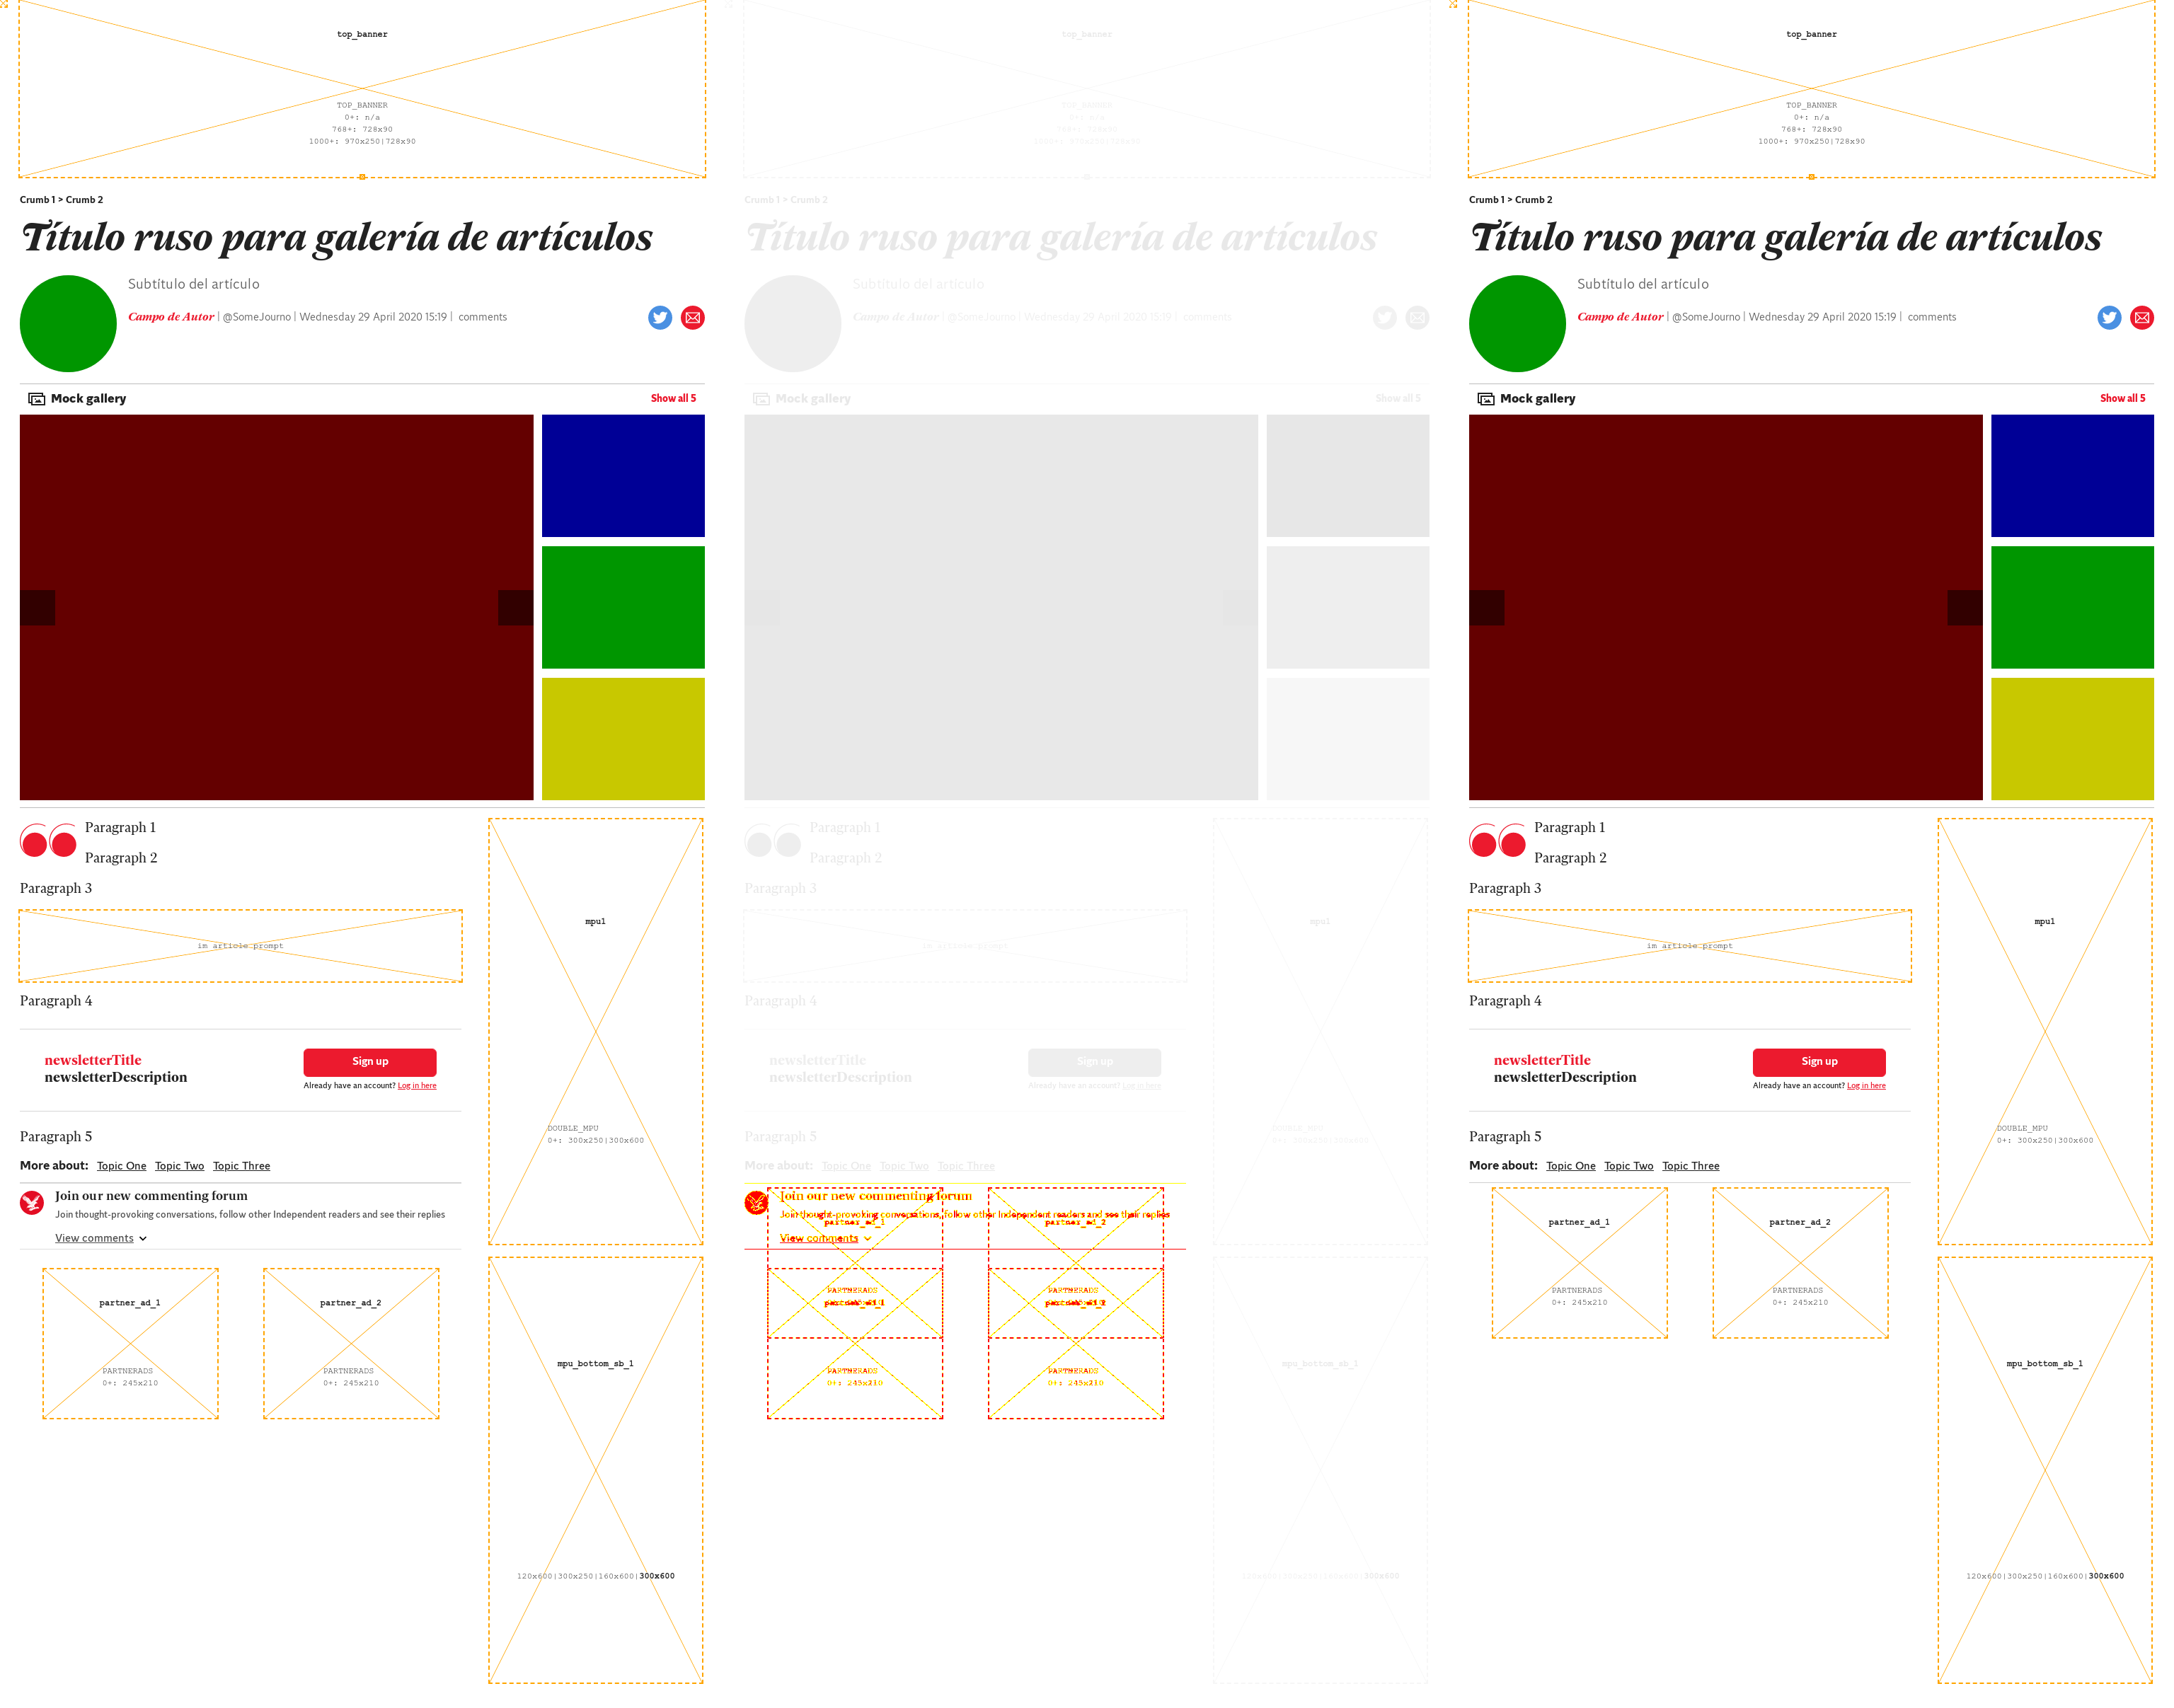 top_banner
TOP_BANNER
0+: n/a
768+: 728x90
1000+: 970x250|728x90
Crumb 1 > Crumb 2
Título ruso para galería de artículos
Subtítulo del artículo
Campo de Autor | @SomeJourno | Wednesday 29 April 2020 15:19 | comments
Mock gallery
Show all 5
Paragraph 1
Paragraph 2
Paragraph 3
im_article_prompt
Paragraph 4
newsletterTitle
newsletterDescription
Sign up
Already have an account? Log in here
Paragraph 5
More about: Topic One Topic Two Topic Three
Join our new commenting forum
Join thought-provoking conversations, follow other Independent readers and see their replies
View comments
partner_ad_1
PARTNERADS
0+: 245x210
partner_ad_2
PARTNERADS
0+: 245x210
mpu1
DOUBLE_MPU
0+: 300x250|300x600
mpu_bottom_sb_1
120x600|300x250|160x600|300x600
top_banner
TOP_BANNER
0+: n/a
768+: 728x90
1000+: 970x250|728x90
Crumb 1 > Crumb 2
Título ruso para galería de artículos
Subtítulo del artículo
Campo de Autor | @SomeJourno | Wednesday 29 April 2020 15:19 | comments
Mock gallery
Show all 5
Paragraph 1
Paragraph 2
Paragraph 3
im_article_prompt
Paragraph 4
newsletterTitle
newsletterDescription
Sign up
Already have an account? Log in here
Paragraph 5
More about: Topic One Topic Two Topic Three
Join our new commenting forum
Join thought-provoking conversations, follow other Independent readers and see their replies
partner_ad_1
partner_ad_2
View comments
PARTNERADS
PARTNERADS
PARTNERADS
0+: 245x210
PARTNERADS
0+: 245x210
mpu1
DOUBLE_MPU
0+: 300x250|300x600
mpu_bottom_sb_1
120x600|300x250|160x600|300x600
top_banner
TOP_BANNER
0+: n/a
768+: 728x90
1000+: 970x250|728x90
Crumb 1 > Crumb 2
Título ruso para galería de artículos
Subtítulo del artículo
Campo de Autor | @SomeJourno | Wednesday 29 April 2020 15:19 | comments
Mock gallery
Show all 5
Paragraph 1
Paragraph 2
Paragraph 3
im_article_prompt
Paragraph 4
newsletterTitle
newsletterDescription
Sign up
Already have an account? Log in here
Paragraph 5
More about: Topic One Topic Two Topic Three
partner_ad_1
PARTNERADS
0+: 245x210
partner_ad_2
PARTNERADS
0+: 245x210
mpu1
DOUBLE_MPU
0+: 300x250|300x600
mpu_bottom_sb_1
120x600|300x250|160x600|300x600